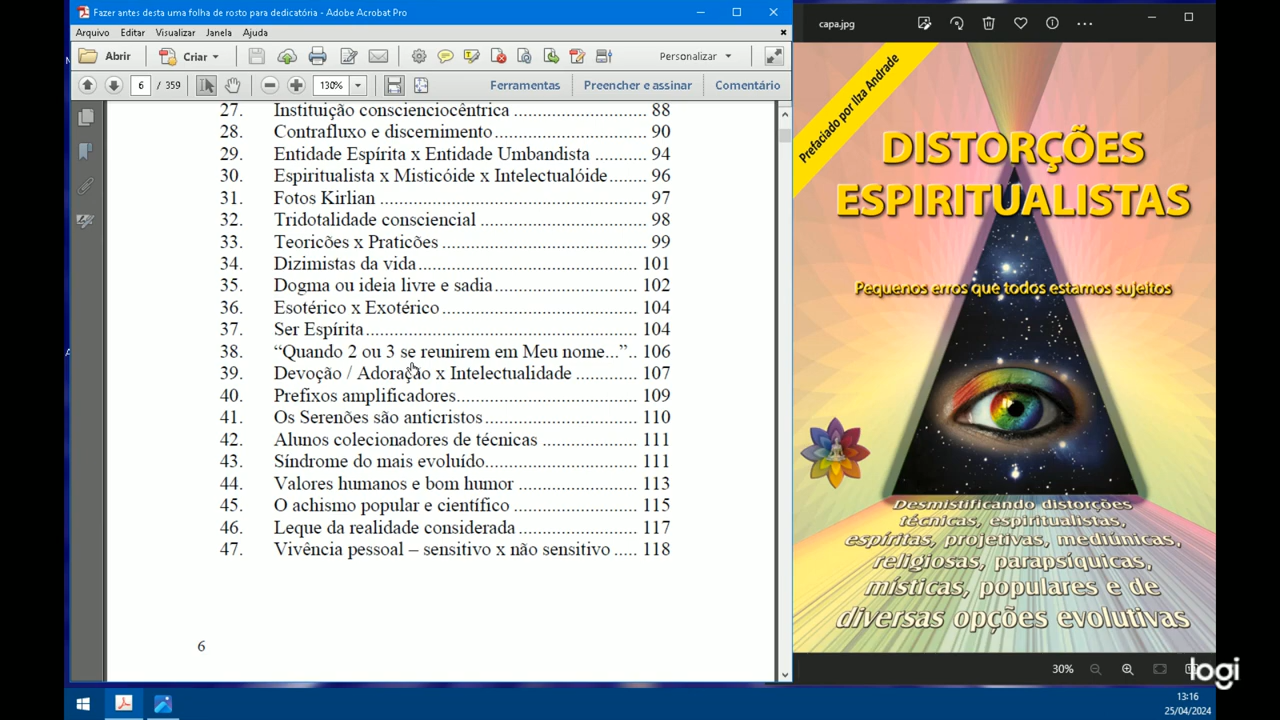 Fazer antes desta uma folha de rosto para dedicatória - Adobe Acrobat Pro
Arquivo Editar Visualizar Janela Ajuda
Abrir Criar Personalizar
6 / 359 130% Ferramentas Preencher e assinar Comentário
27. Instituição conscienciocêntrica .......................... 88
28. Contrafluxo e discernimento ............................. 90
29. Entidade Espírita x Entidade Umbandista .......... 94
30. Espiritualista x Misticóide x Intelectualóide ....... 96
31. Fotos Kirlian ..................................................... 97
32. Tridotalidade consciencial ................................ 98
33. Teoricões x Praticões ........................................ 99
34. Dizimistas da vida ........................................... 101
35. Dogma ou ideia livre e sadia ............................ 102
36. Esotérico x Exotérico ....................................... 104
37. Ser Espírita ...................................................... 104
38. “Quando 2 ou 3 se reunirem em Meu nome...” .. 106
39. Devoção / Adoração x Intelectualidade ............ 107
40. Prefixos amplificadores .................................... 109
41. Os Serenões são anticristos .............................. 110
42. Alunos colecionadores de técnicas .................. 111
43. Síndrome do mais evoluído .............................. 111
44. Valores humanos e bom humor ....................... 113
45. O achismo popular e científico ........................ 115
46. Leque da realidade considerada ....................... 117
47. Vivência pessoal – sensitivo x não sensitivo ..... 118
6
capa.jpg
Prefaciado por Ilza Andrade
DISTORÇÕES
ESPIRITUALISTAS
Pequenos erros que todos estamos sujeitos
Desmistificando distorções
técnicas, espiritualistas,
espíritas, projetivas, mediúnicas,
religiosas, parapsíquicas,
místicas, populares e de
diversas opções evolutivas
30%
logi
13:16
25/04/2024